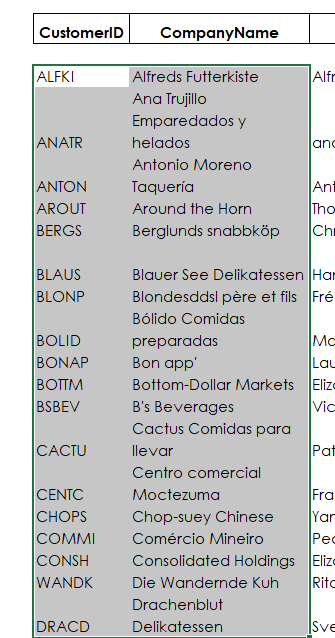 CustomerID CompanyName
ALFKI Alfreds Futterkiste Alfr
Ana Trujillo
Emparedados y
ANATR helados and
Antonio Moreno
ANTON Taquería Ant
AROUT Around the Horn Tho
BERGS Berglunds snabbköp Chr
BLAUS Blauer See Delikatessen Han
BLONP Blondesddsl père et fils Fré
Bólido Comidas
BOLID preparadas Ma
BONAP Bon app' Lau
BOTTM Bottom-Dollar Markets Eliz
BSBEV B's Beverages Vic
Cactus Comidas para
CACTU llevar Pat
Centro comercial
CENTC Moctezuma Fra
CHOPS Chop-suey Chinese Yan
COMMI Comércio Mineiro Ped
CONSH Consolidated Holdings Eliz
WANDK Die Wandernde Kuh Rita
Drachenblut
DRACD Delikatessen Sve